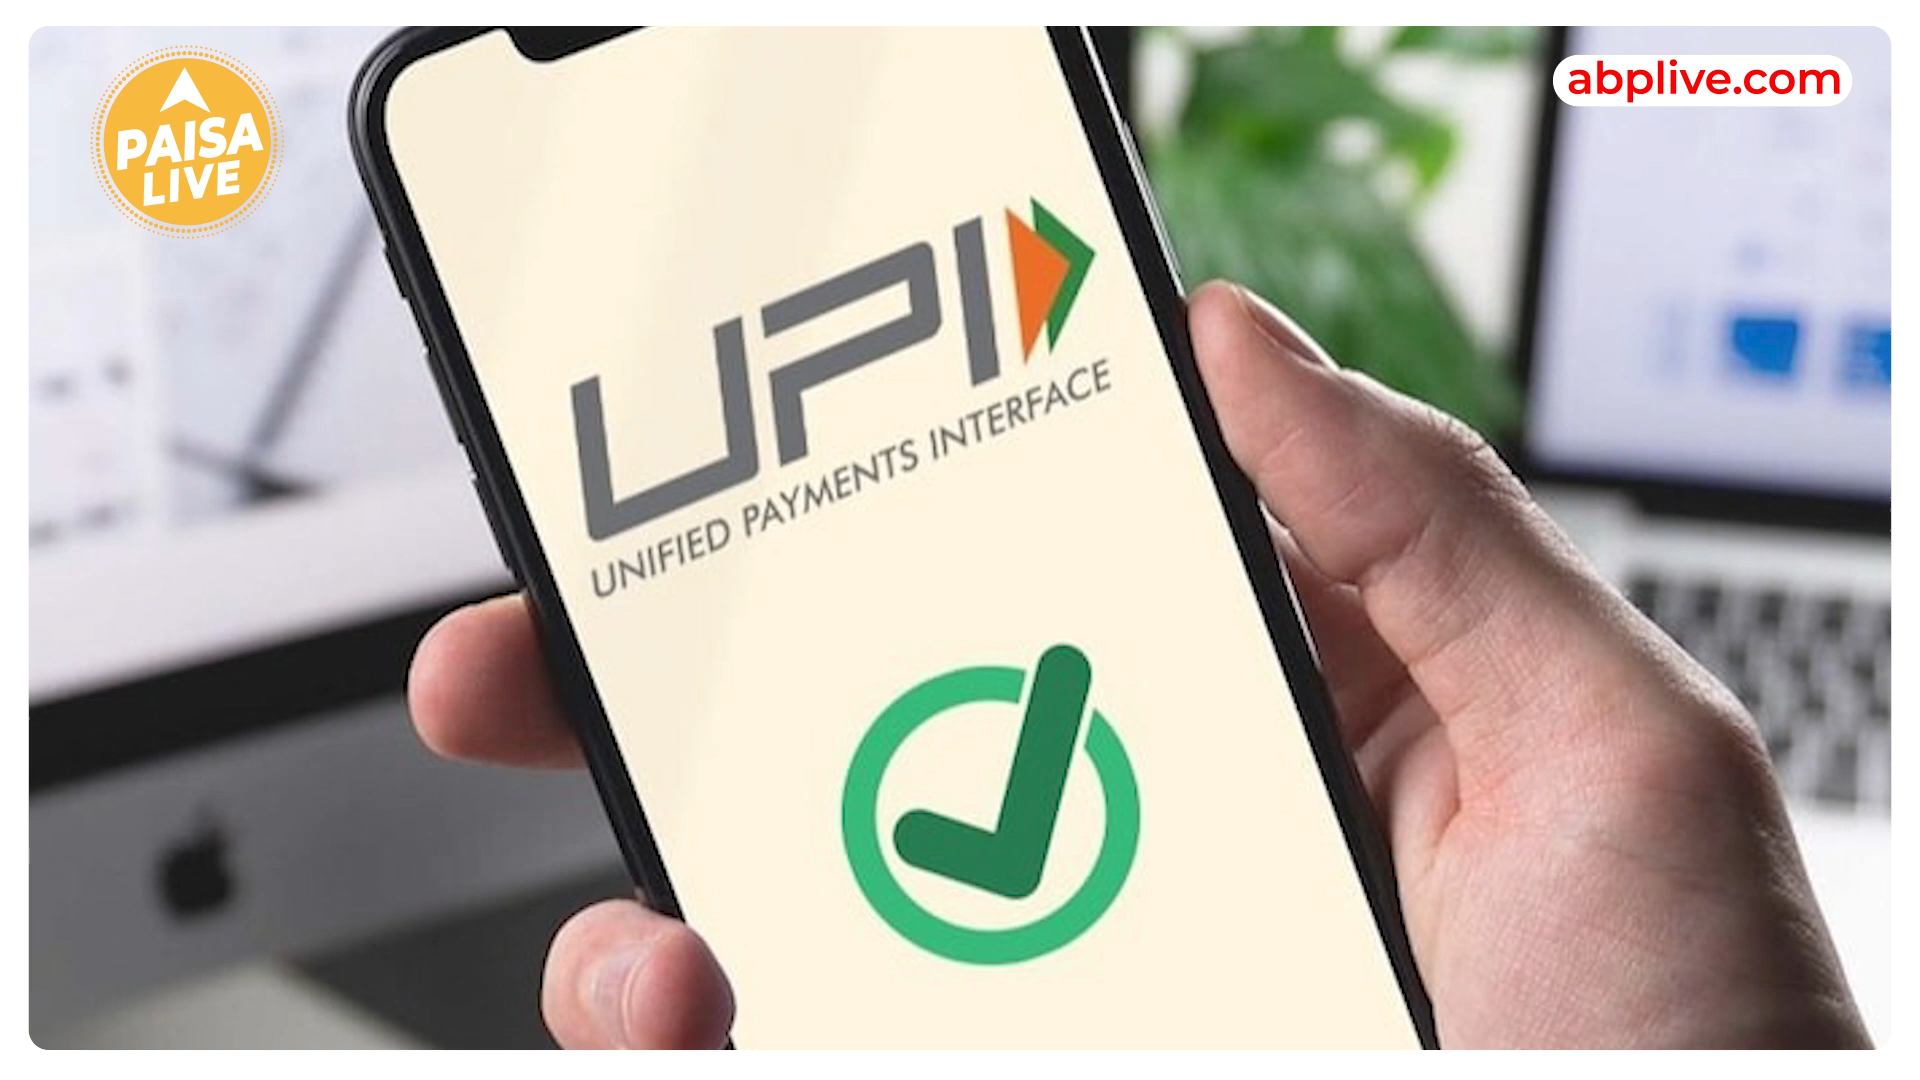 PAISA
LIVE
abplive.com
UPI
UNIFIED PAYMENTS INTERFACE